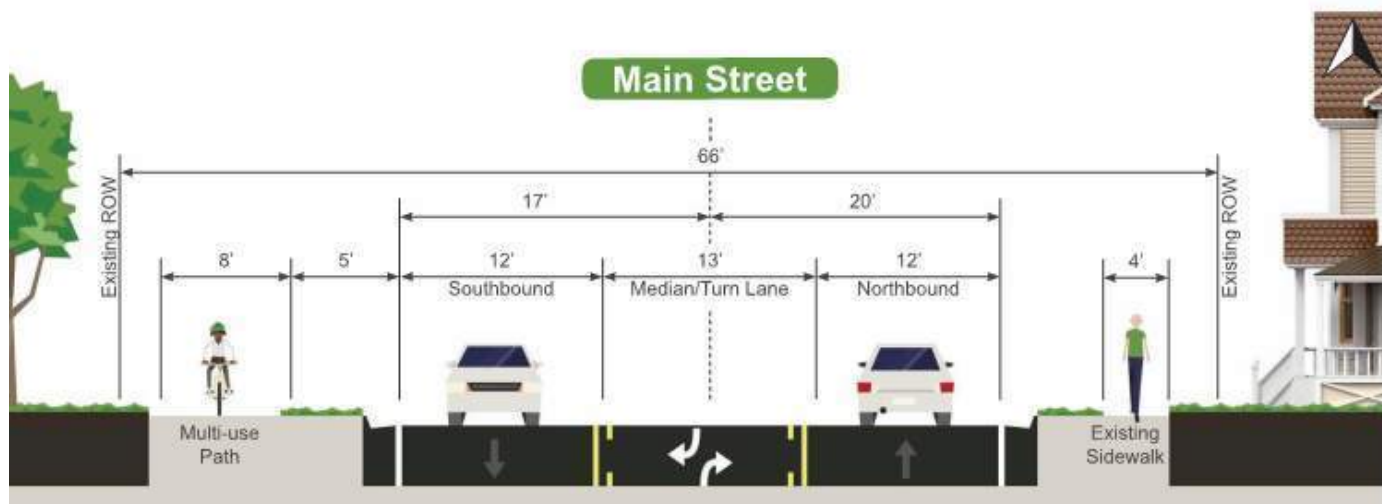 Main Street
66'
17' 20'
Existing ROW
Existing ROW
8' 5' 12' 13' 12' 4'
Southbound Median/Turn Lane Northbound
Multi-use
Path
Existing
Sidewalk